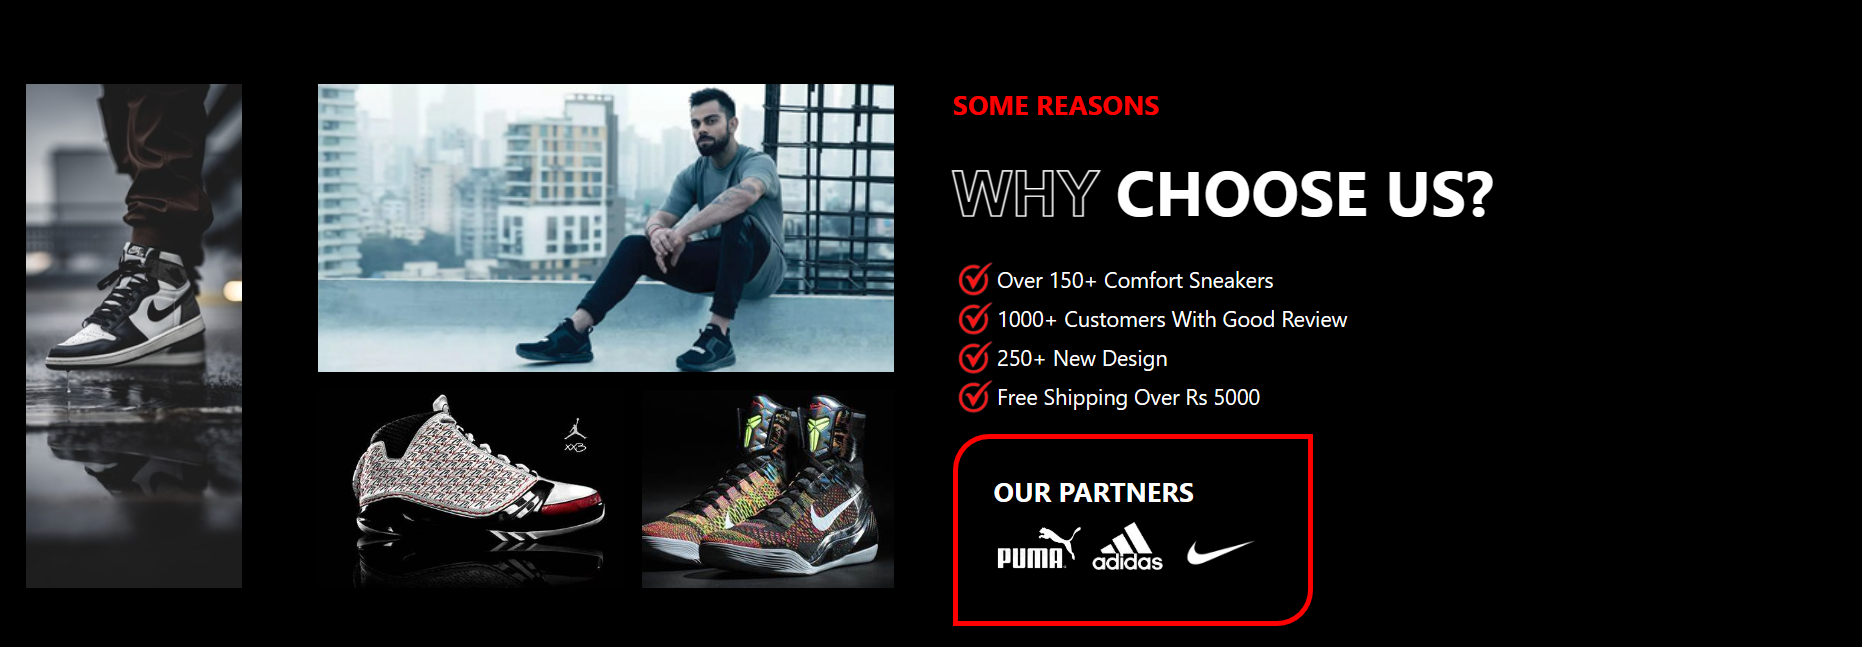 SOME REASONS
WHY CHOOSE US?
Over 150+ Comfort Sneakers
1000+ Customers With Good Review
250+ New Design
Free Shipping Over Rs 5000
XX3
OUR PARTNERS
PUMA
adidas